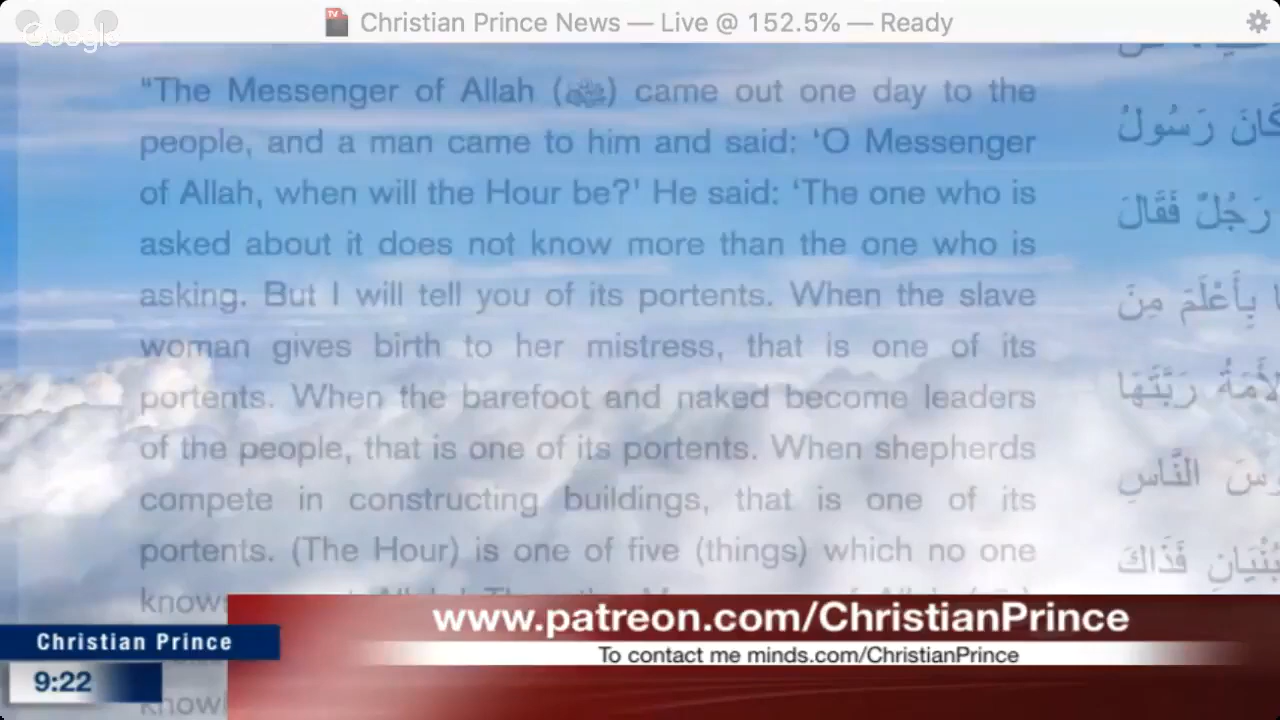 Christian Prince News — Live @ 152.5% — Ready
Google
"The Messenger of Allah (ﷺ) came out one day to the
people, and a man came to him and said: ‘O Messenger
of Allah, when will the Hour be?’ He said: ‘The one who is
asked about it does not know more than the one who is
asking. But I will tell you of its portents. When the slave
woman gives birth to her mistress, that is one of its
portents. When the barefoot and naked become leaders
of the people, that is one of its portents. When shepherds
compete in constructing buildings, that is one of its
portents. (The Hour) is one of five (things) which no one
كَانَ رَسُولُ
رَجُلٌ فَقَالَ
بِأَعْلَمَ مِنَ
رَبَّتَهَا
النَّاسِ
فَذَاكَ
www.patreon.com/ChristianPrince
To contact me minds.com/ChristianPrince
Christian Prince
9:22